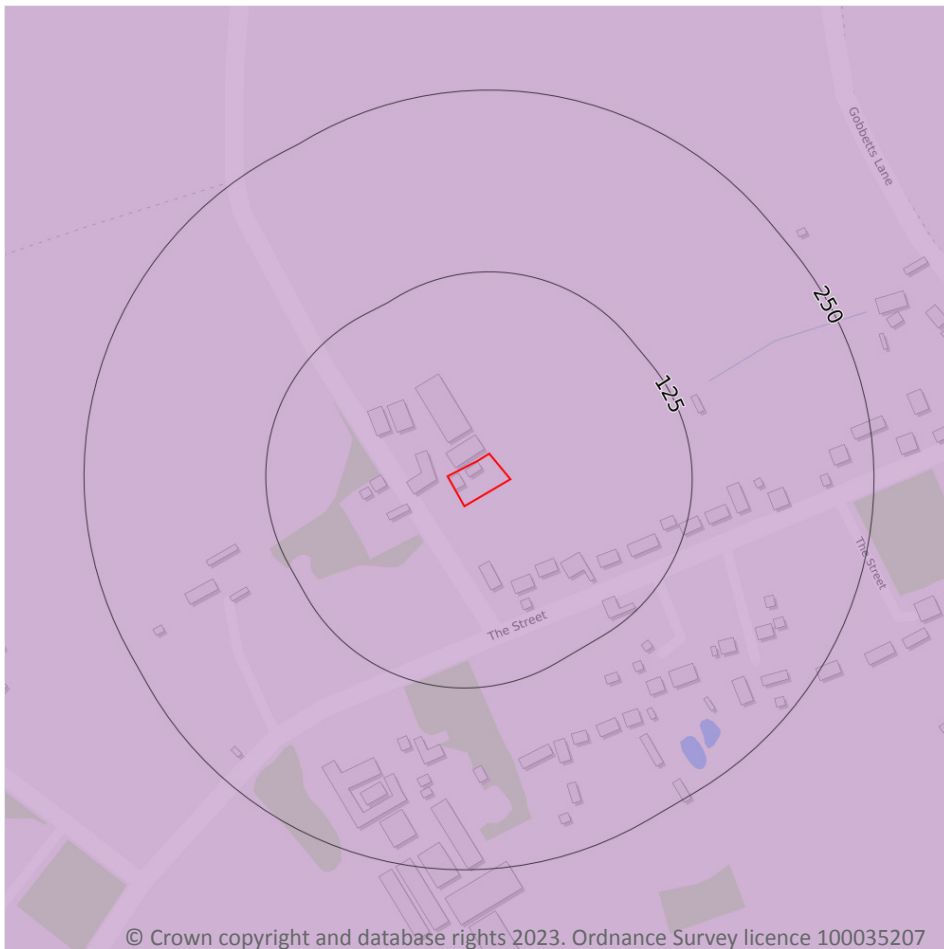 Gobbetts Lane
250
125
The Street
The Street
© Crown copyright and database rights 2023. Ordnance Survey licence 100035207